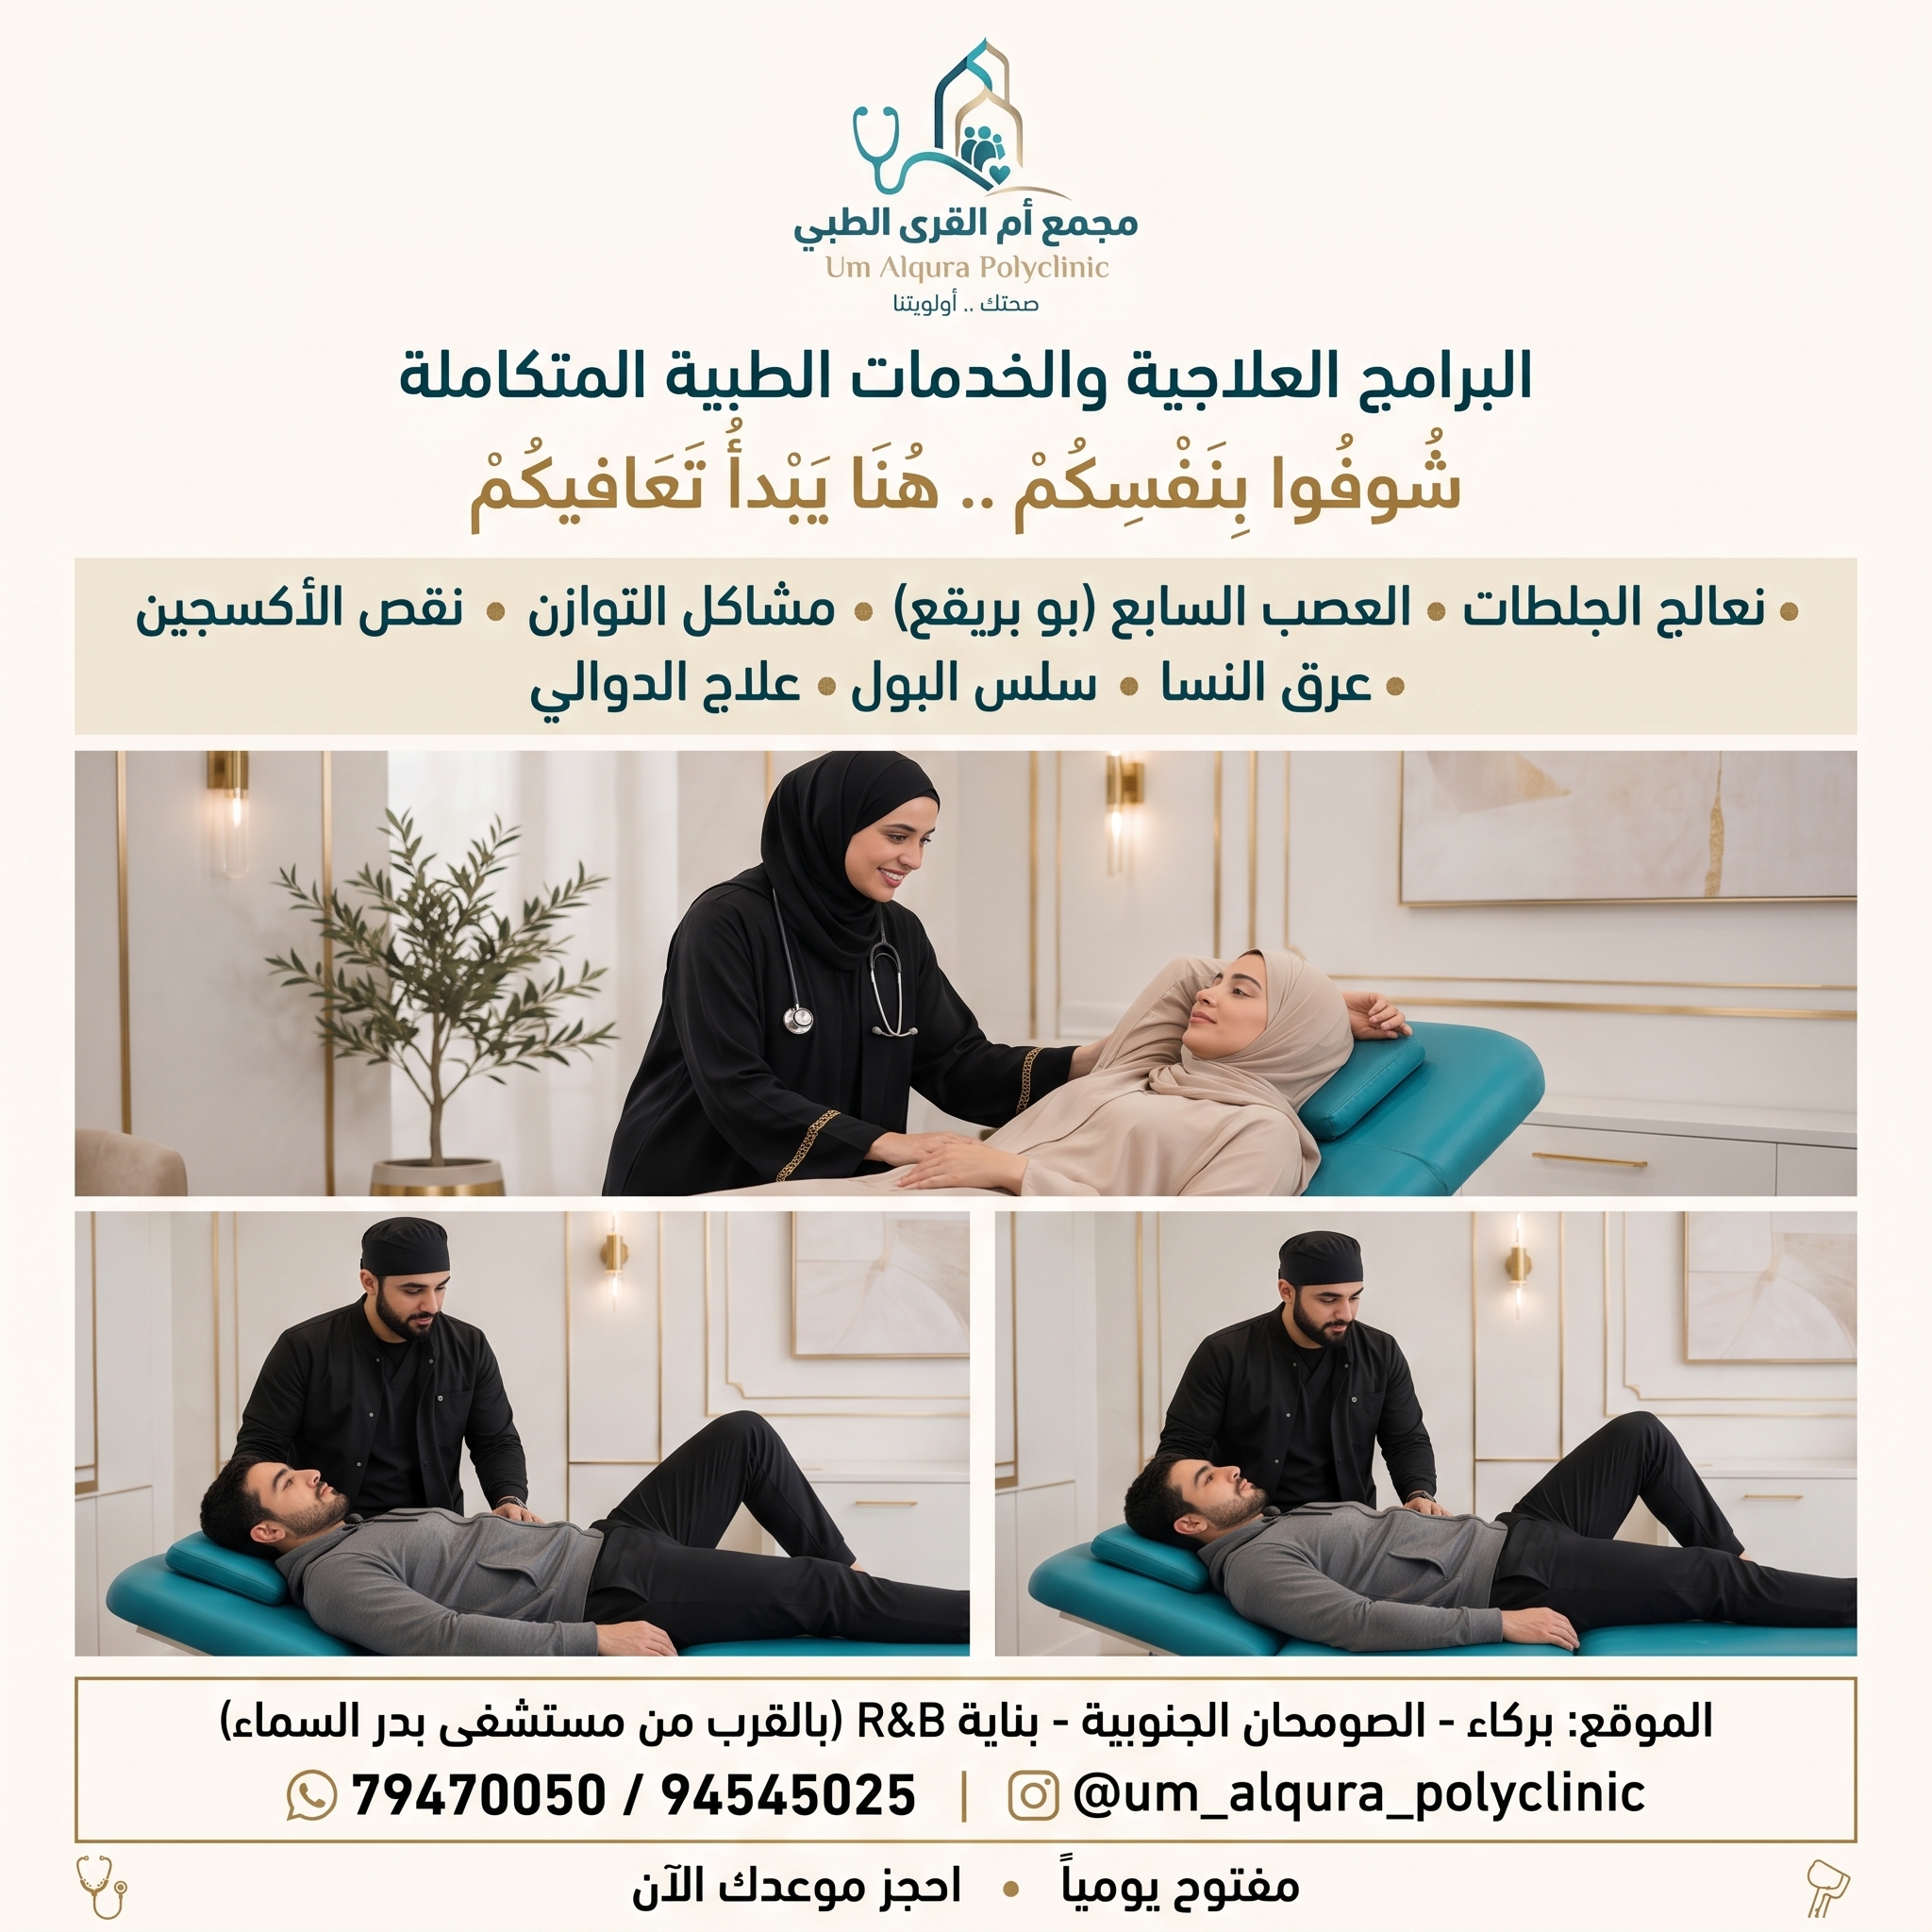 مجمع أم القرى الطبي
Um Alqura Polyclinic
صحتك .. أولويتنا
البرامج العلاجية والخدمات الطبية المتكاملة
شُوفُوا بِنَفْسِكُمْ .. هُنَا يَبْدأُ تَعَافيكُمْ
• نعالج الجلطات • العصب السابع (بو بريقع) • مشاكل التوازن • نقص الأكسجين
• عرق النسا • سلس البول • علاج الدوالي
الموقع: بركاء - الصومحان الجنوبية - بناية R&B (بالقرب من مستشفى بدر السماء)
79470050 / 94545025 | @um_alqura_polyclinic
مفتوح يومياً • احجز موعدك الآن